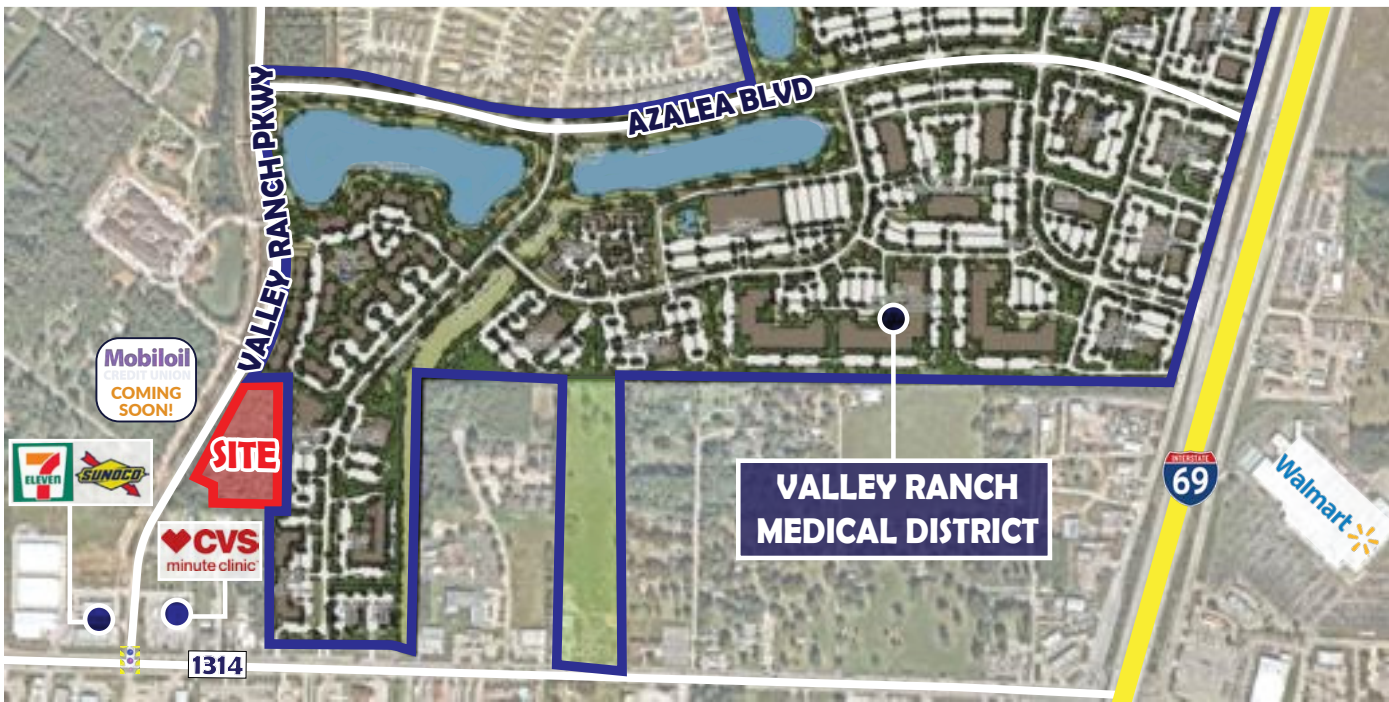 VALLEY RANCH PKWY
AZALEA BLVD
Mobiloil
CREDIT UNION
COMING
SOON!
SITE
7
ELEVEN
SUNOCO
CVS
minute clinic
VALLEY RANCH
MEDICAL DISTRICT
INTERSTATE
69
Walmart
1314